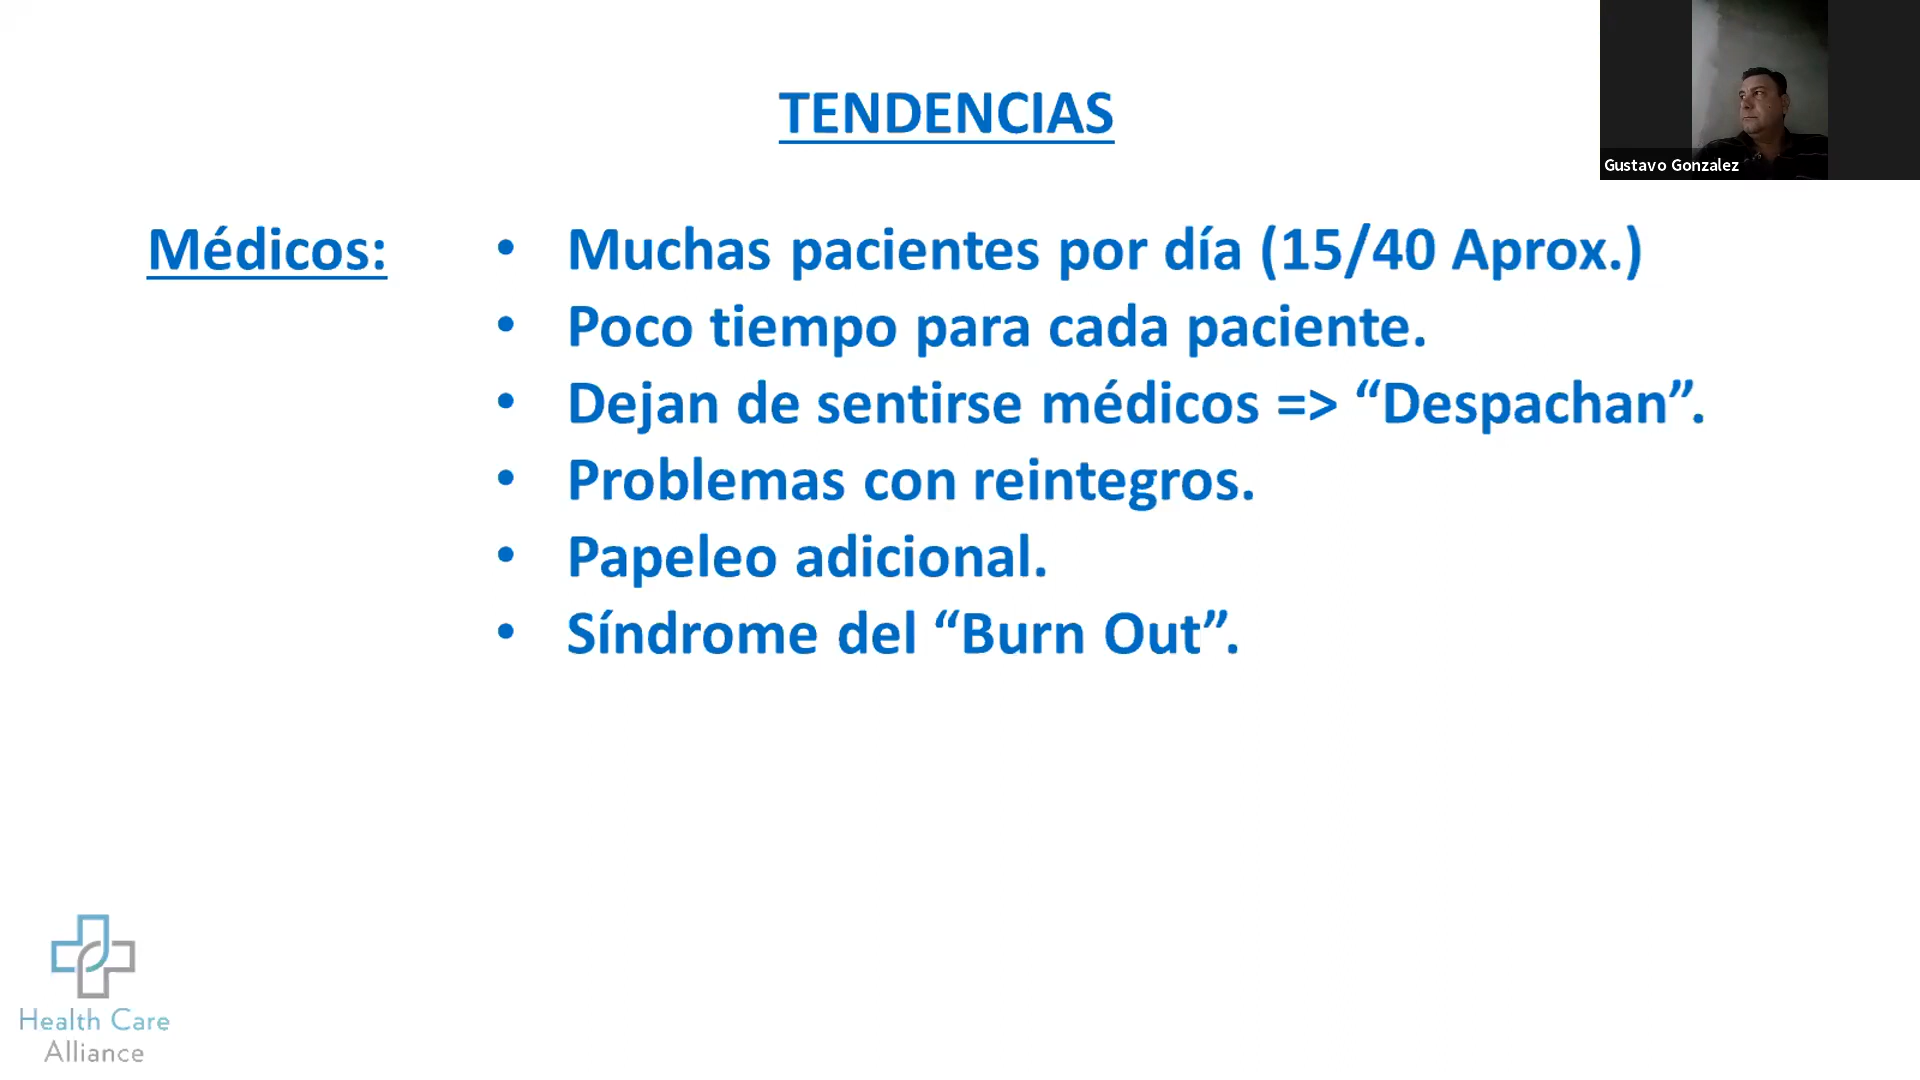 TENDENCIAS
Gustavo Gonzalez
Médicos:
• Muchas pacientes por día (15/40 Aprox.)
• Poco tiempo para cada paciente.
• Dejan de sentirse médicos => “Despachan”.
• Problemas con reintegros.
• Papeleo adicional.
• Síndrome del “Burn Out”.
Health Care
Alliance